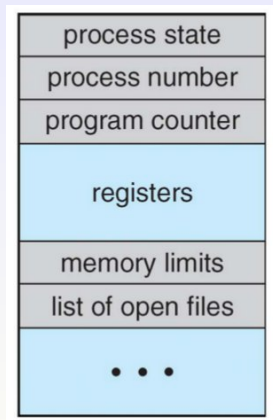 process state
process number
program counter
registers
memory limits
list of open files
• • •